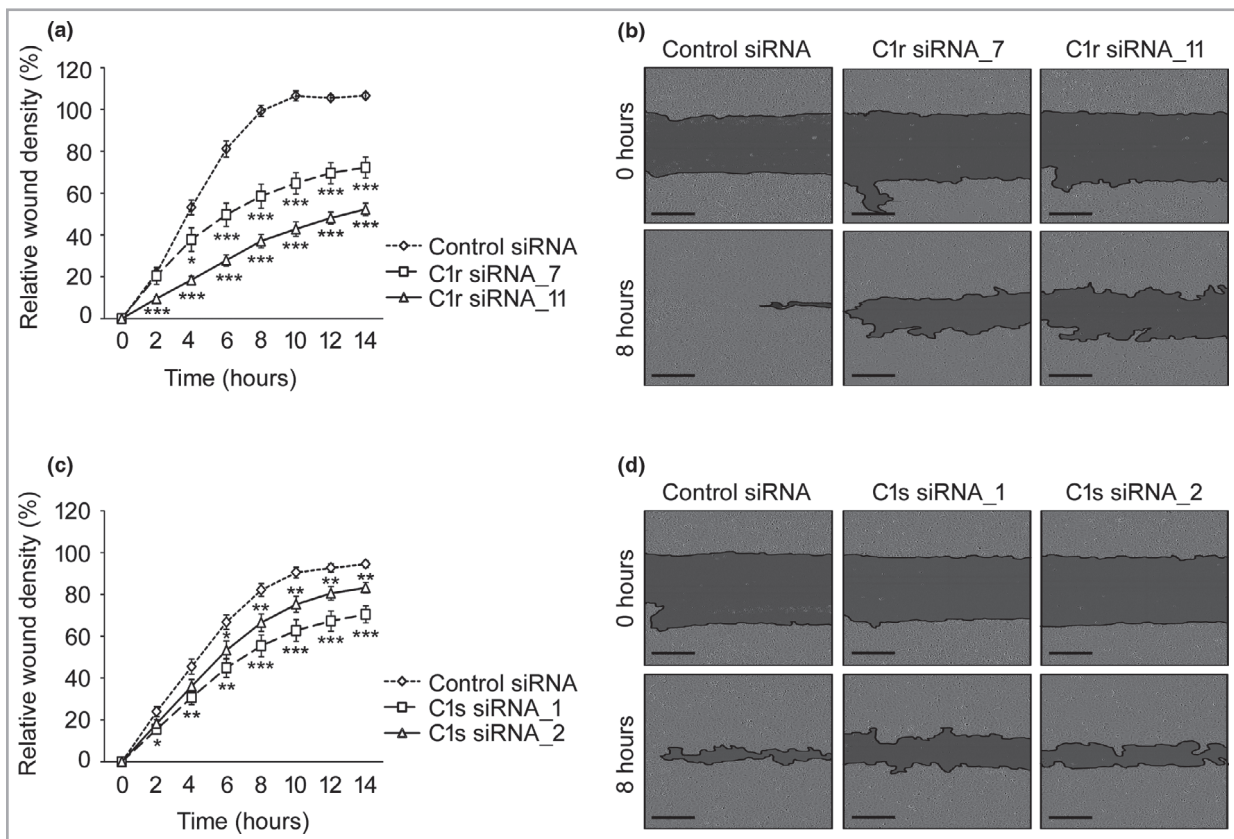 (a)
Relative wound density (%)
120
100
80
60
40
20
0
*** *** * *** *** *** *** *** *** *** *** *** *** ***
0 2 4 6 8 10 12 14
Time (hours)
Control siRNA
C1r siRNA_7
C1r siRNA_11
(b)
Control siRNA C1r siRNA_7 C1r siRNA_11
0 hours
8 hours
(c)
Relative wound density (%)
120
100
80
60
40
20
0
* ** * ** ** *** ** *** ** *** ** ***
0 2 4 6 8 10 12 14
Time (hours)
Control siRNA
C1s siRNA_1
C1s siRNA_2
(d)
Control siRNA C1s siRNA_1 C1s siRNA_2
0 hours
8 hours